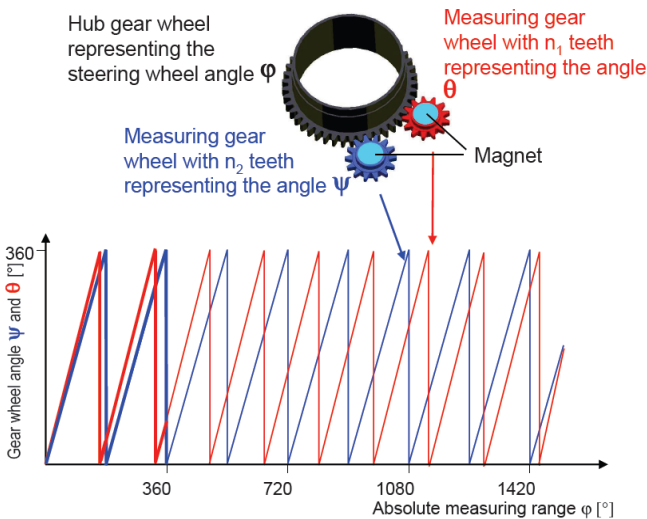 Hub gear wheel
representing the
steering wheel angle φ
Measuring gear
wheel with n1 teeth
representing the angle
θ
Measuring gear
wheel with n2 teeth
representing the angle ψ
Magnet
360
Gear wheel angle ψ and θ [°]
360
720
1080
1420
Absolute measuring range φ [°]